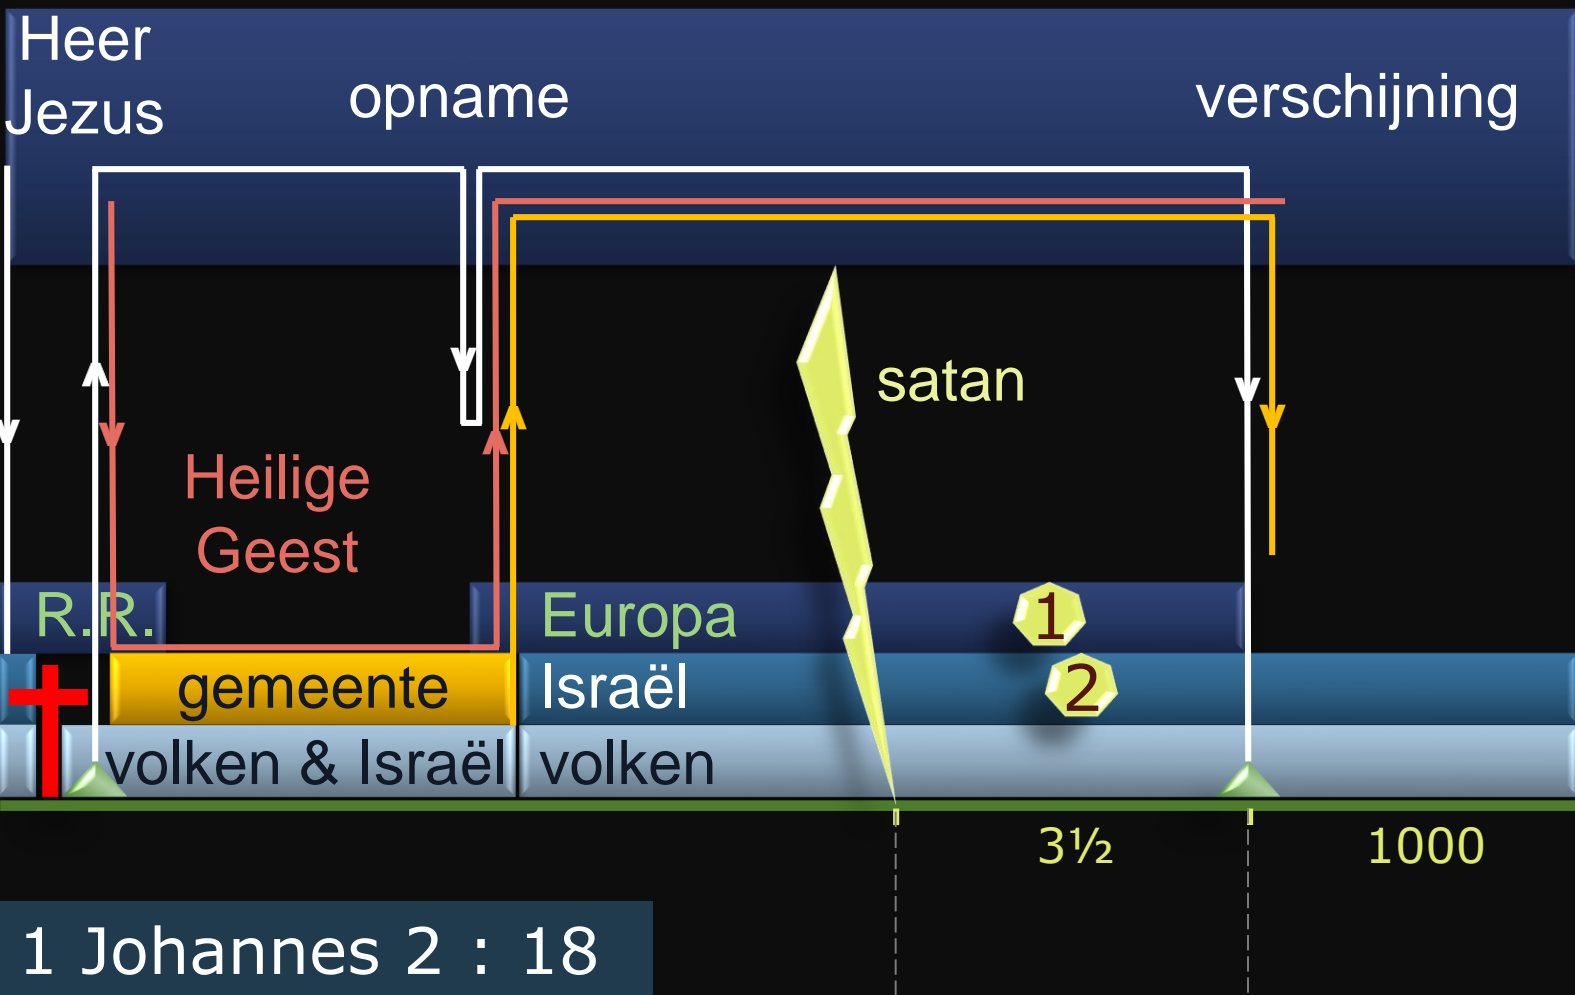 Heer
Jezus
opname
verschijning
satan
Heilige
Geest
R.R.
Europa
1
gemeente
Israël
2
volken & Israël
volken
3½
1000
1 Johannes 2 : 18